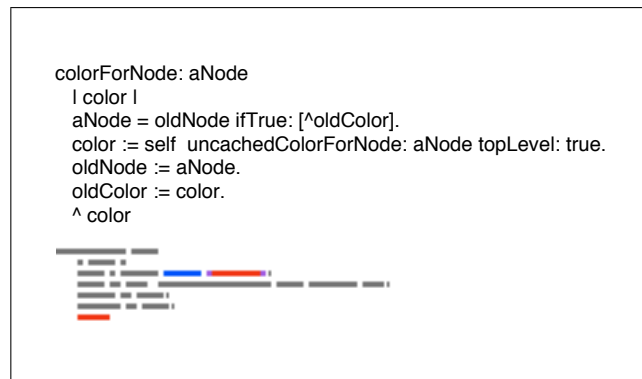 colorForNode: aNode
| color |
aNode = oldNode ifTrue: [^oldColor].
color := self uncachedColorForNode: aNode topLevel: true.
oldNode := aNode.
oldColor := color.
^ color